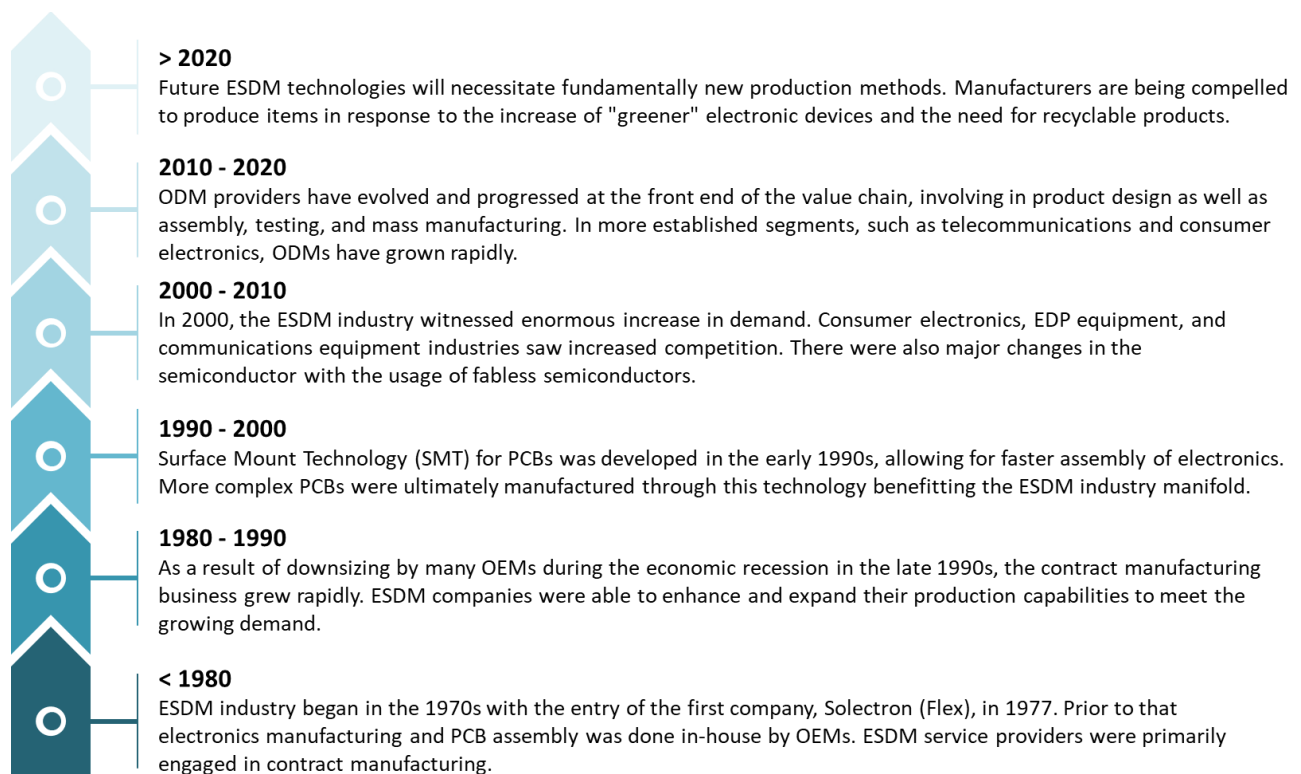 > 2020
Future ESDM technologies will necessitate fundamentally new production methods. Manufacturers are being compelled
to produce items in response to the increase of "greener" electronic devices and the need for recyclable products.
2010 - 2020
ODM providers have evolved and progressed at the front end of the value chain, involving in product design as well as
assembly, testing, and mass manufacturing. In more established segments, such as telecommunications and consumer
electronics, ODMs have grown rapidly.
2000 - 2010
In 2000, the ESDM industry witnessed enormous increase in demand. Consumer electronics, EDP equipment, and
communications equipment industries saw increased competition. There were also major changes in the
semiconductor with the usage of fabless semiconductors.
1990 - 2000
Surface Mount Technology (SMT) for PCBs was developed in the early 1990s, allowing for faster assembly of electronics.
More complex PCBs were ultimately manufactured through this technology benefitting the ESDM industry manifold.
1980 - 1990
As a result of downsizing by many OEMs during the economic recession in the late 1990s, the contract manufacturing
business grew rapidly. ESDM companies were able to enhance and expand their production capabilities to meet the
growing demand.
< 1980
ESDM industry began in the 1970s with the entry of the first company, Solectron (Flex), in 1977. Prior to that
electronics manufacturing and PCB assembly was done in-house by OEMs. ESDM service providers were primarily
engaged in contract manufacturing.